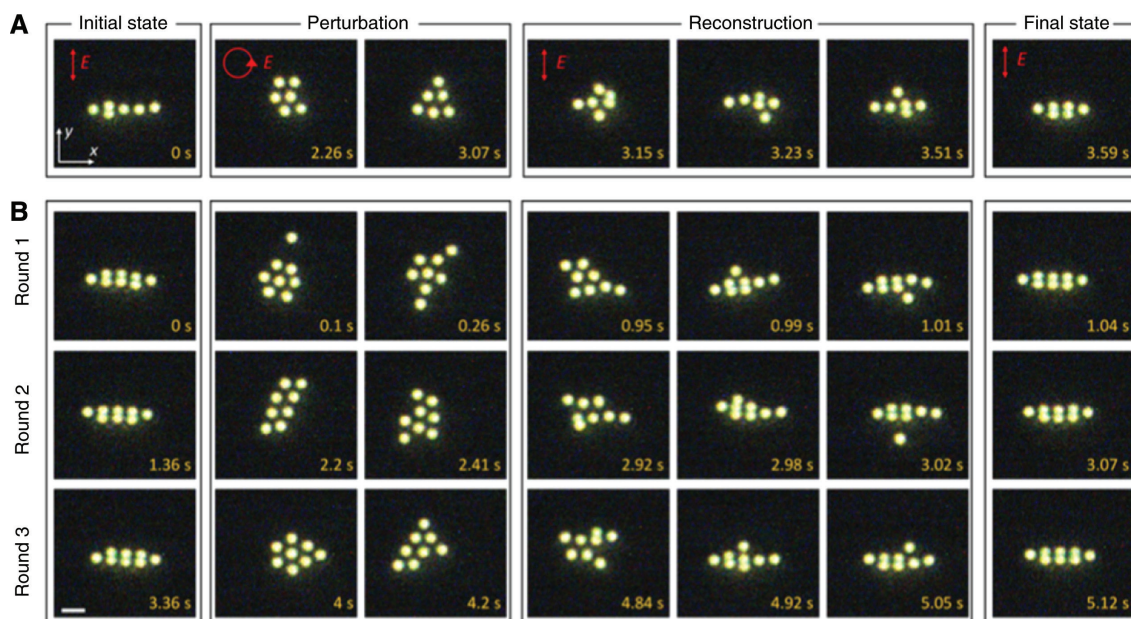 A
Initial state
Perturbation
Reconstruction
Final state
E
E
E
E
y
x
0 s
2.26 s
3.07 s
3.15 s
3.23 s
3.51 s
3.59 s
B
Round 1
0 s
0.1 s
0.26 s
0.95 s
0.99 s
1.01 s
1.04 s
Round 2
1.36 s
2.2 s
2.41 s
2.92 s
2.98 s
3.02 s
3.07 s
Round 3
3.36 s
4 s
4.2 s
4.84 s
4.92 s
5.05 s
5.12 s